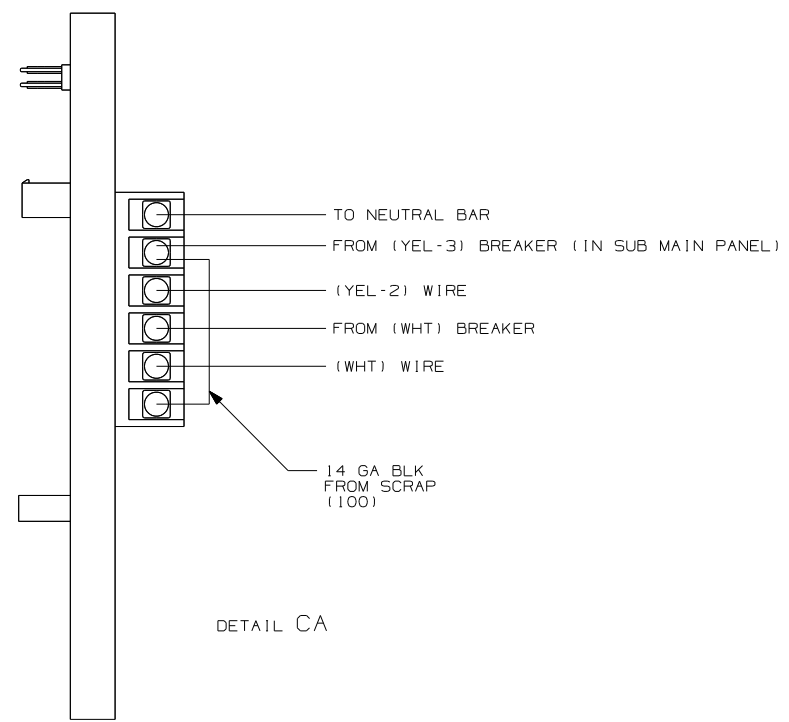 TO NEUTRAL BAR
FROM (YEL-3) BREAKER (IN SUB MAIN PANEL)
(YEL-2) WIRE
FROM (WHT) BREAKER
(WHT) WIRE
14 GA BLK
FROM SCRAP
(100)
DETAIL CA